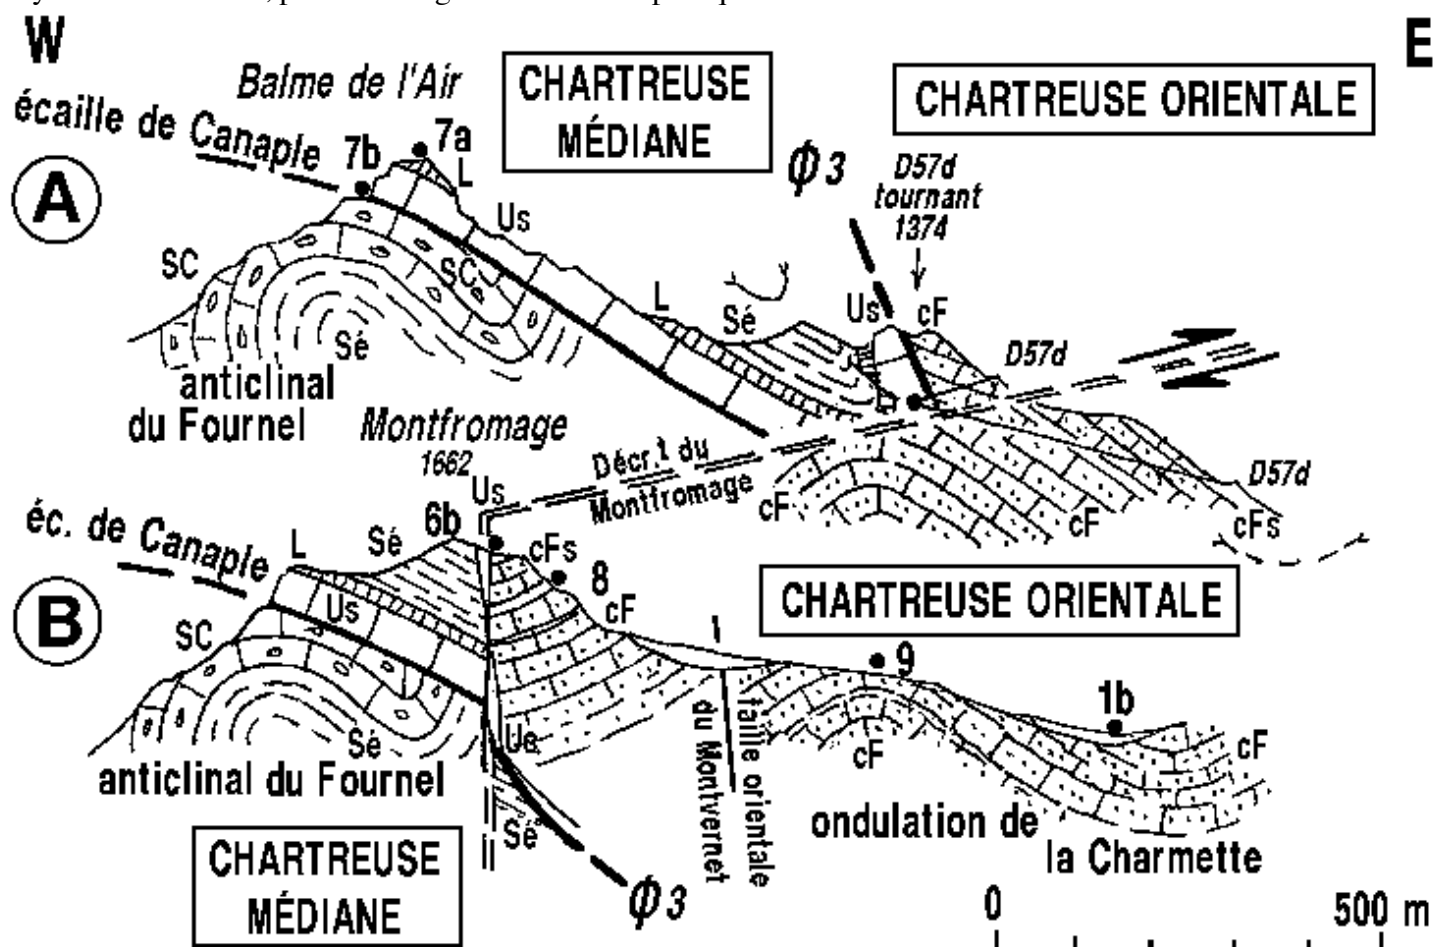 W
E
Balme de l'Air
CHARTREUSE
MÉDIANE
CHARTREUSE ORIENTALE
écaille de Canaple
7b
7a
L
Φ3
D57d
tournant
1374
A
Us
SC
SC
L
Sé
Us
cF
Sé
D57d
anticlinal
du Fournel
Montfromage
1662
Décr.t du
Montfromage
D57d
Us
cF
cF
cFs
éc. de Canaple
L
Sé
6b
cFs
8
CHARTREUSE ORIENTALE
B
Us
cF
SC
9
1b
Sé
Us
faille orientale
du Montvernet
cF
cF
anticlinal du Fournel
Sé
ondulation de
la Charmette
CHARTREUSE
MÉDIANE
Φ3
0
500 m